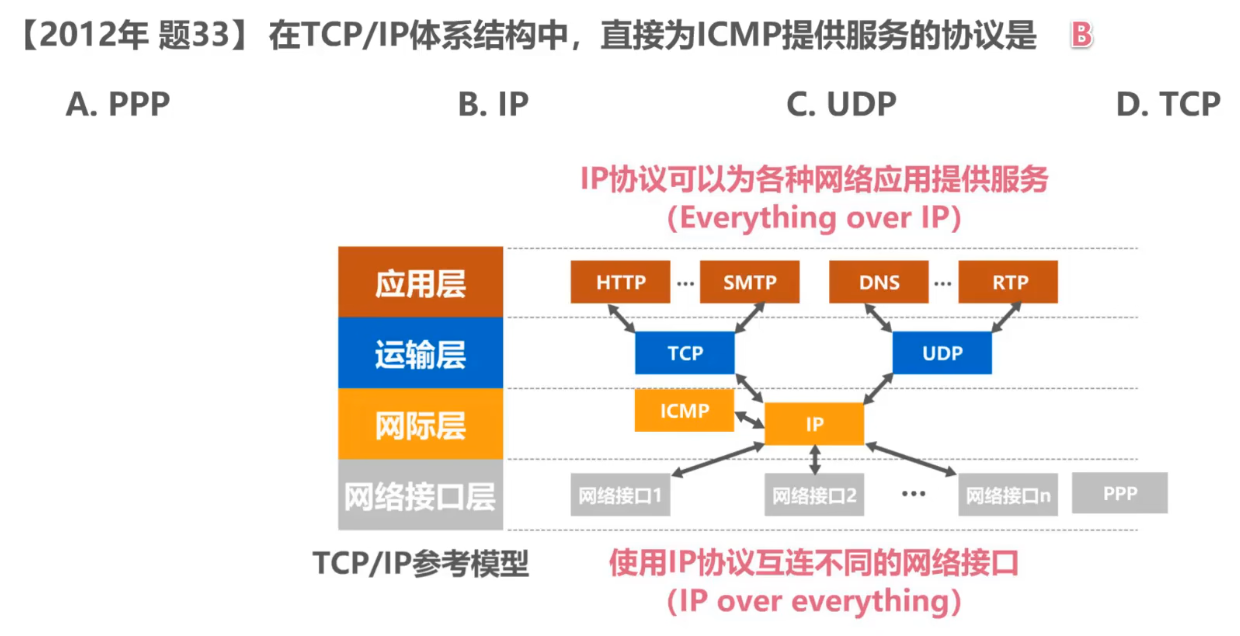 【2012年 题33】在TCP/IP体系结构中，直接为ICMP提供服务的协议是 B
A. PPP B. IP C. UDP D. TCP
IP协议可以为各种网络应用提供服务
（Everything over IP）
应用层 HTTP … SMTP DNS … RTP
运输层 TCP UDP
网际层 ICMP IP
网络接口层 网络接口1 网络接口2 … 网络接口n PPP
TCP/IP参考模型 使用IP协议互连不同的网络接口
（IP over everything）